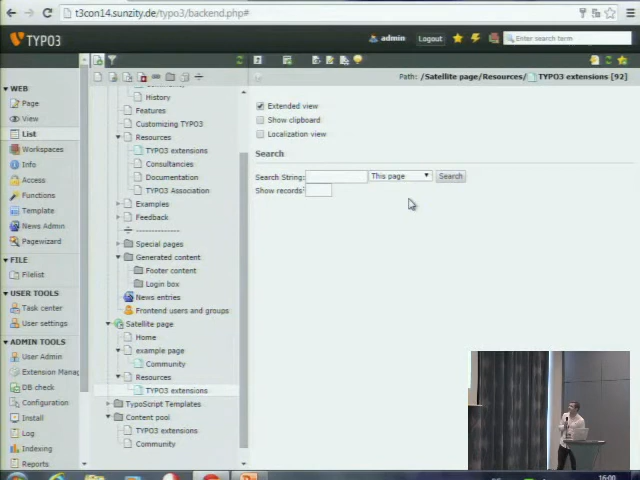 t3con14.sunzity.de/typo3/backend.php#
TYPO3
admin
Logout
Enter search term
Path: /Satellite page/Resources/ TYPO3 extensions [92]
WEB
Page
View
List
Workspaces
Info
Access
Functions
Template
News Admin
Pagewizard
FILE
Filelist
USER TOOLS
Task center
User settings
ADMIN TOOLS
User Admin
Extension Manag
DB check
Configuration
Install
Log
Indexing
Reports
History
Features
Customizing TYPO3
Resources
TYPO3 extensions
Consultancies
Documentation
TYPO3 Association
Examples
Feedback
--------------
Special pages
Generated content
Footer content
Login box
News entries
Frontend users and groups
Satellite page
Home
example page
Community
Resources
TYPO3 extensions
TypoScript Templates
Content pool
TYPO3 extensions
Community
Extended view
Show clipboard
Localization view
Search
Search String:
This page
Search
Show records:
16:00